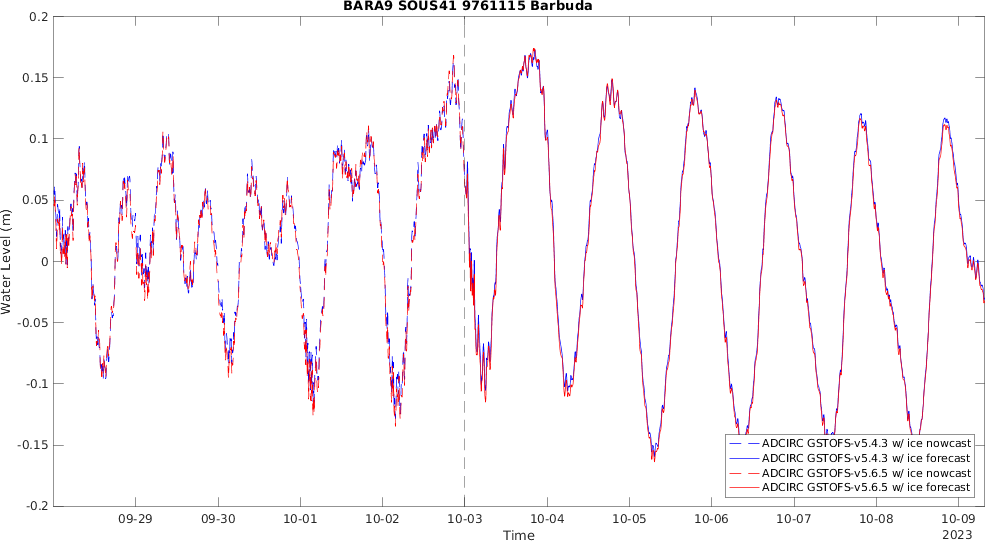 BARA9 SOUS41 9761115 Barbuda
0.2
0.15
0.1
0.05
0
-0.05
-0.1
-0.15
-0.2
Water Level (m)
ADCIRC GSTOFS-v5.4.3 w/ ice nowcast
ADCIRC GSTOFS-v5.4.3 w/ ice forecast
ADCIRC GSTOFS-v5.6.5 w/ ice nowcast
ADCIRC GSTOFS-v5.6.5 w/ ice forecast
09-29 09-30 10-01 10-02 10-03 10-04 10-05 10-06 10-07 10-08 10-09
Time
2023